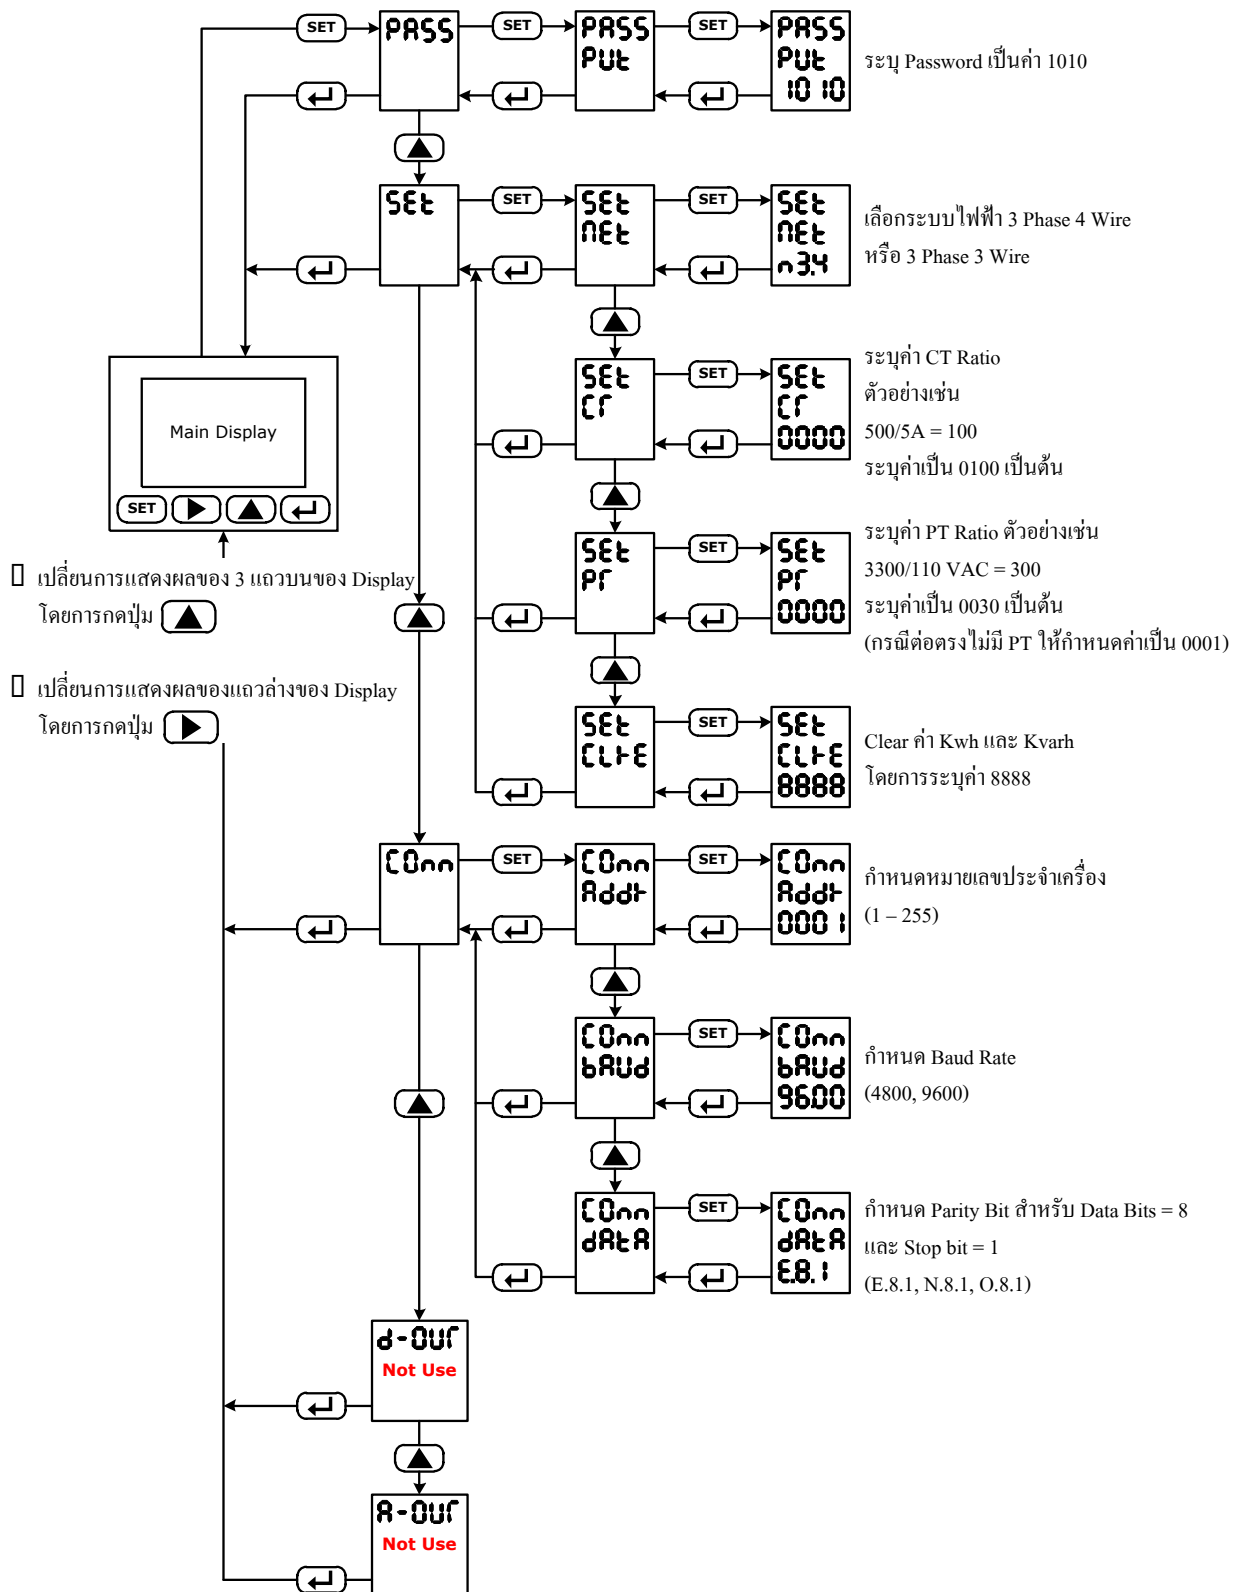 SET
PASS
SET
PASS
PUt
SET
PASS
PUt
1010
ระบุ Password เป็นค่า 1010
SEt
SET
SEt
nEt
SET
SEt
nEt
n3.4
เลือกระบบไฟฟ้า 3 Phase 4 Wire
หรือ 3 Phase 3 Wire
Main Display
SET
SEt
CT
SET
SEt
CT
0000
ระบุค่า CT Ratio
ตัวอย่างเช่น
500/5A = 100
ระบุค่าเป็น 0100 เป็นต้น
เปลี่ยนการแสดงผลของ 3 แถวบนของ Display
โดยการกดปุ่ม
SEt
PT
SET
SEt
PT
0000
ระบุค่า PT Ratio ตัวอย่างเช่น
3300/110 VAC = 300
ระบุค่าเป็น 0030 เป็นต้น
(กรณีต่อตรงไม่มี PT ให้กำหนดค่าเป็น 0001)
เปลี่ยนการแสดงผลของแถวล่างของ Display
โดยการกดปุ่ม
SEt
CLrE
SET
SEt
CLrE
8888
Clear ค่า Kwh และ Kvarh
โดยการระบุค่า 8888
COnn
SET
COnn
Addr
SET
COnn
Addr
0001
กำหนดหมายเลขประจำเครื่อง
(1 – 255)
COnn
bAUd
SET
COnn
bAUd
9600
กำหนด Baud Rate
(4800, 9600)
COnn
dAtA
SET
COnn
dAtA
E.8.1
กำหนด Parity Bit สำหรับ Data Bits = 8
และ Stop bit = 1
(E.8.1, N.8.1, O.8.1)
d-OUT
Not Use
A-OUT
Not Use